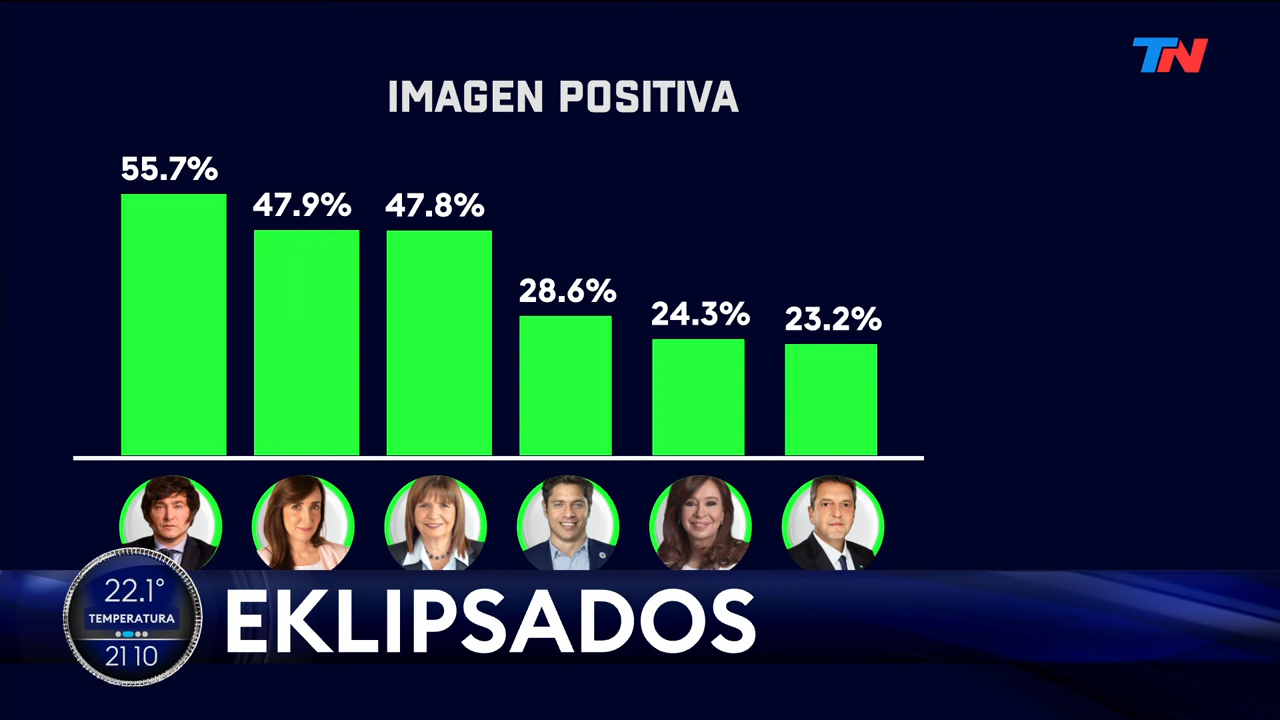 TN
IMAGEN POSITIVA
55.7%
47.9%
47.8%
28.6%
24.3%
23.2%
22.1°
TEMPERATURA
21 10
EKLIPSADOS